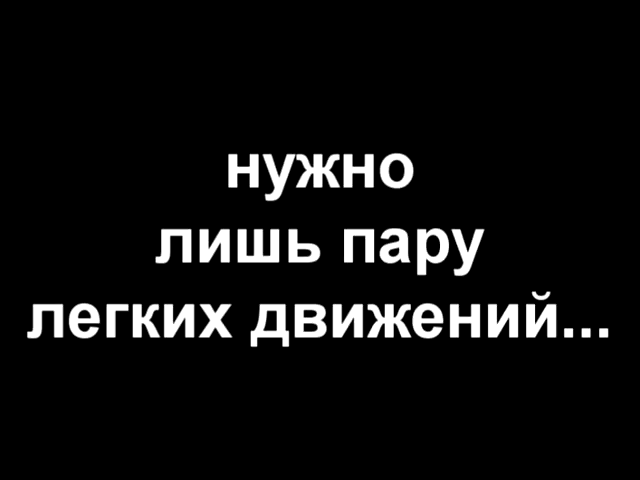 нужно
лишь пару
легких движений...